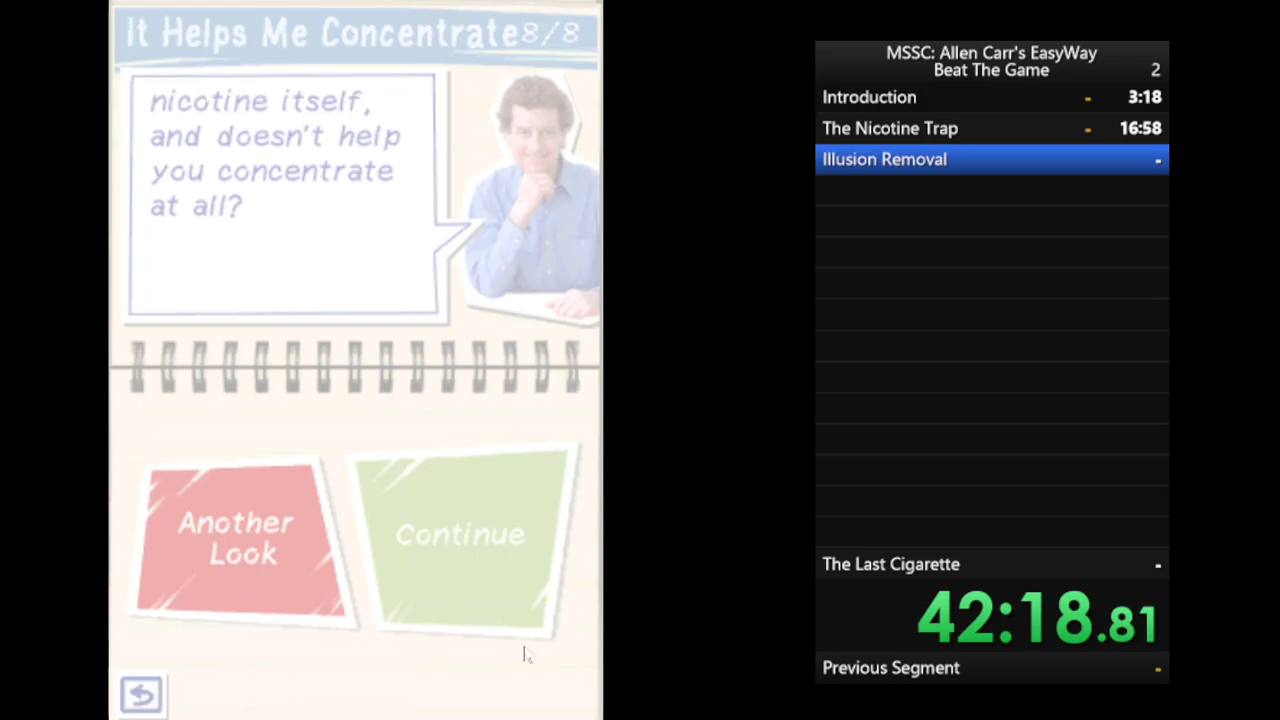 It Helps Me Concentrate 8/8
nicotine itself,
and doesn't help
you concentrate
at all?
Another
Look
Continue
MSSC: Allen Carr's EasyWay
Beat The Game 2
Introduction - 3:18
The Nicotine Trap - 16:58
Illusion Removal -
The Last Cigarette -
42:18.81
Previous Segment -